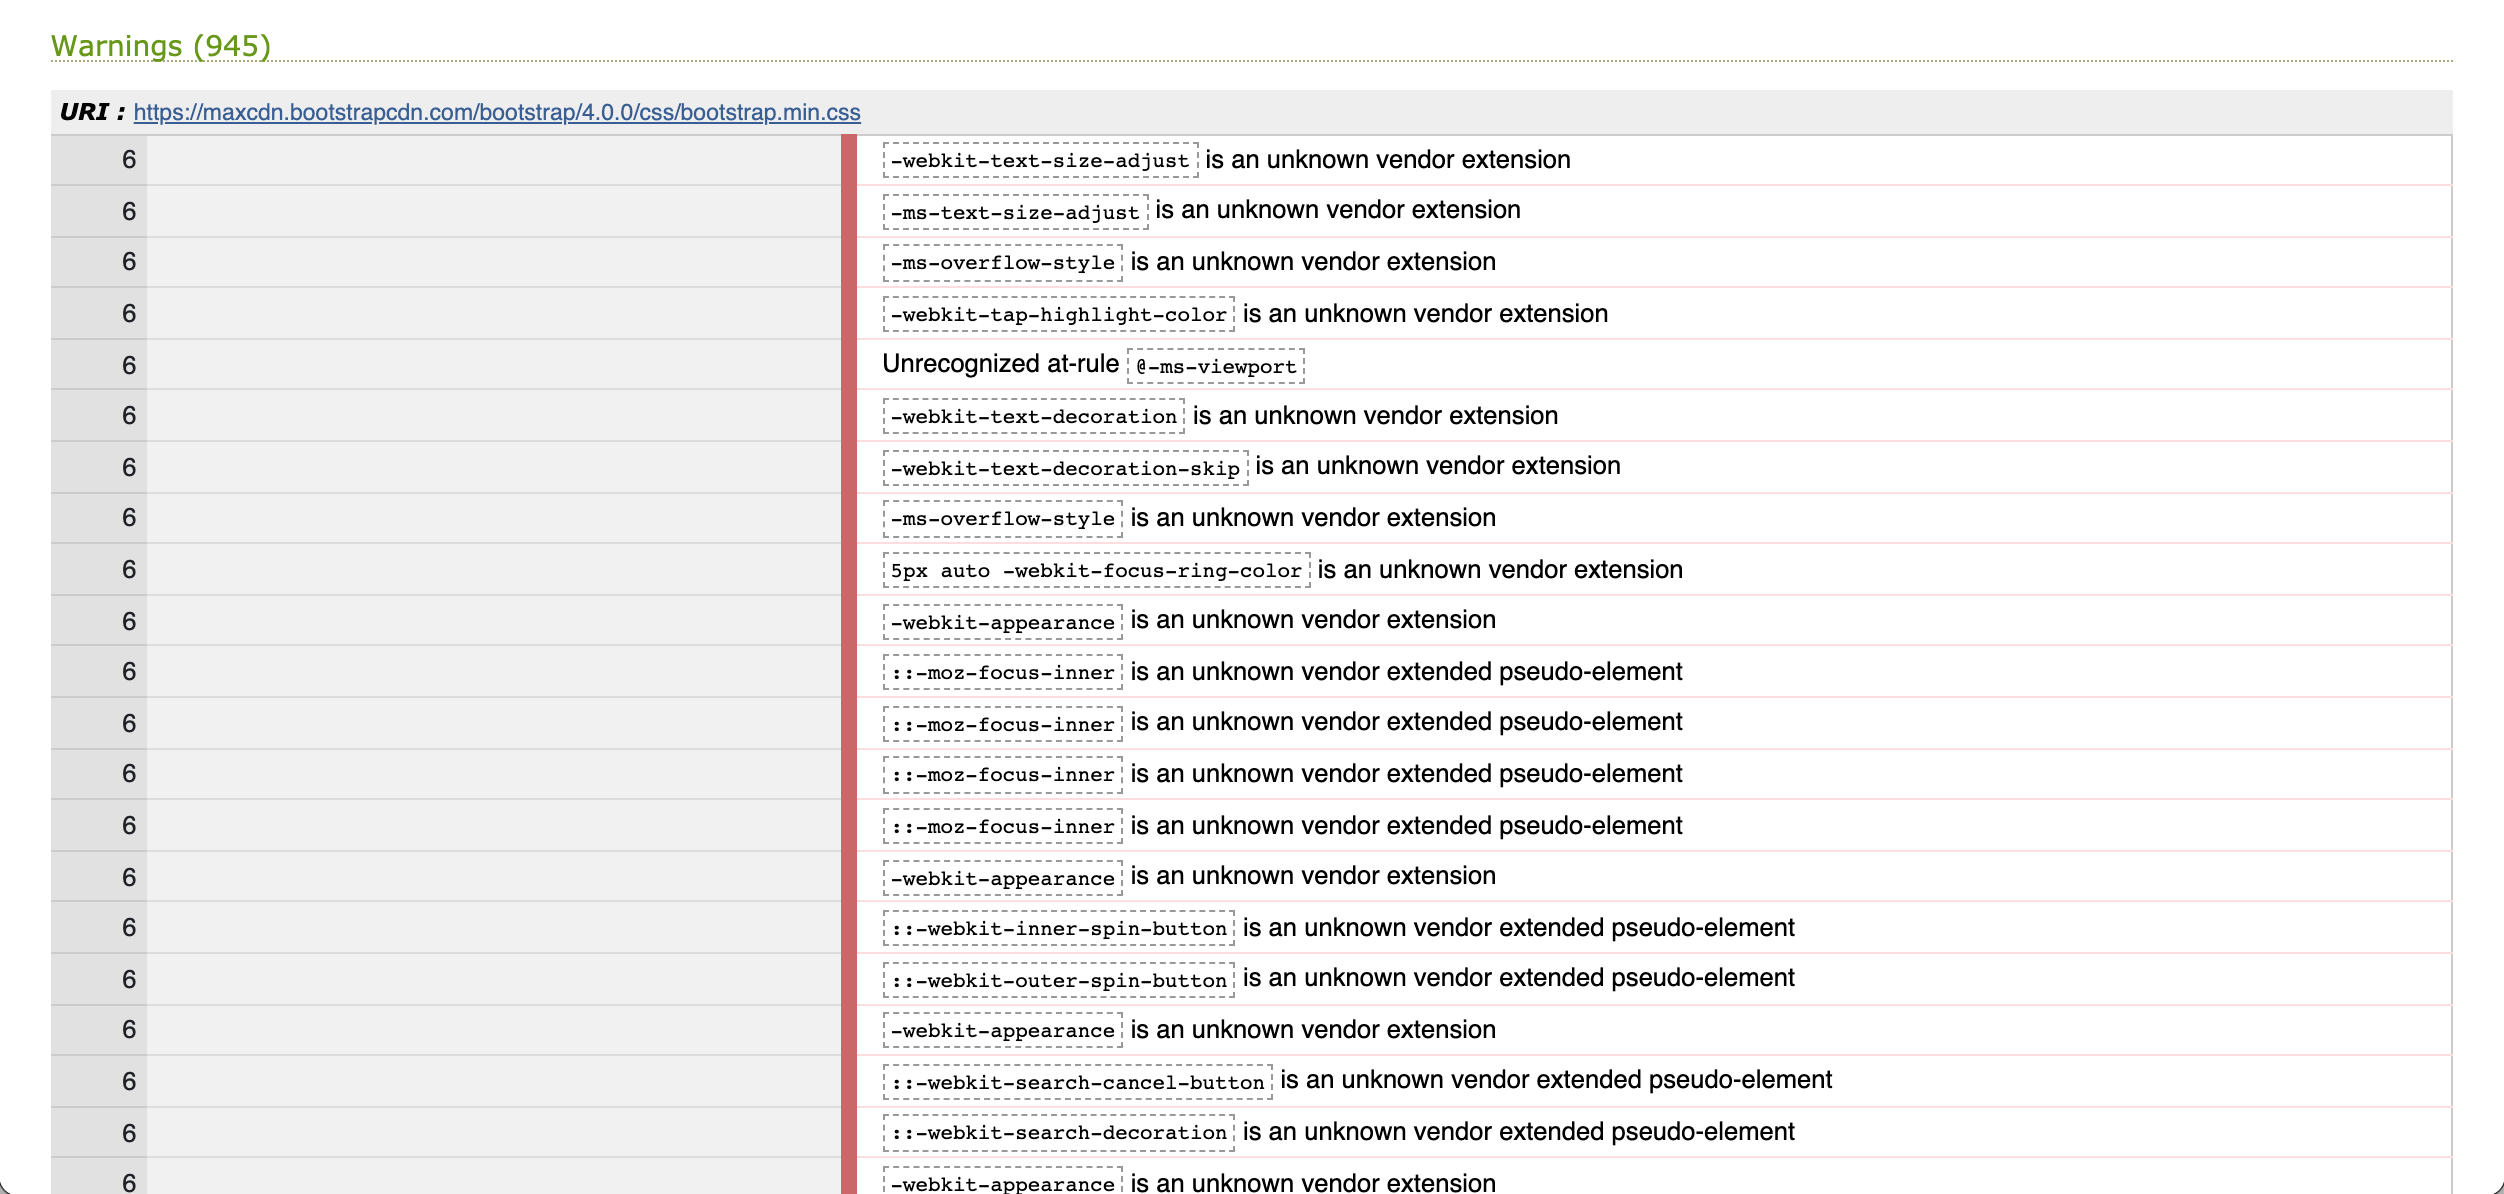 Warnings (945)
URI : https://maxcdn.bootstrapcdn.com/bootstrap/4.0.0/css/bootstrap.min.css
6 -webkit-text-size-adjust is an unknown vendor extension
6 -ms-text-size-adjust is an unknown vendor extension
6 -ms-overflow-style is an unknown vendor extension
6 -webkit-tap-highlight-color is an unknown vendor extension
6 Unrecognized at-rule @-ms-viewport
6 -webkit-text-decoration is an unknown vendor extension
6 -webkit-text-decoration-skip is an unknown vendor extension
6 -ms-overflow-style is an unknown vendor extension
6 5px auto -webkit-focus-ring-color is an unknown vendor extension
6 -webkit-appearance is an unknown vendor extension
6 ::-moz-focus-inner is an unknown vendor extended pseudo-element
6 ::-moz-focus-inner is an unknown vendor extended pseudo-element
6 ::-moz-focus-inner is an unknown vendor extended pseudo-element
6 ::-moz-focus-inner is an unknown vendor extended pseudo-element
6 -webkit-appearance is an unknown vendor extension
6 ::-webkit-inner-spin-button is an unknown vendor extended pseudo-element
6 ::-webkit-outer-spin-button is an unknown vendor extended pseudo-element
6 -webkit-appearance is an unknown vendor extension
6 ::-webkit-search-cancel-button is an unknown vendor extended pseudo-element
6 ::-webkit-search-decoration is an unknown vendor extended pseudo-element
6 -webkit-appearance is an unknown vendor extension